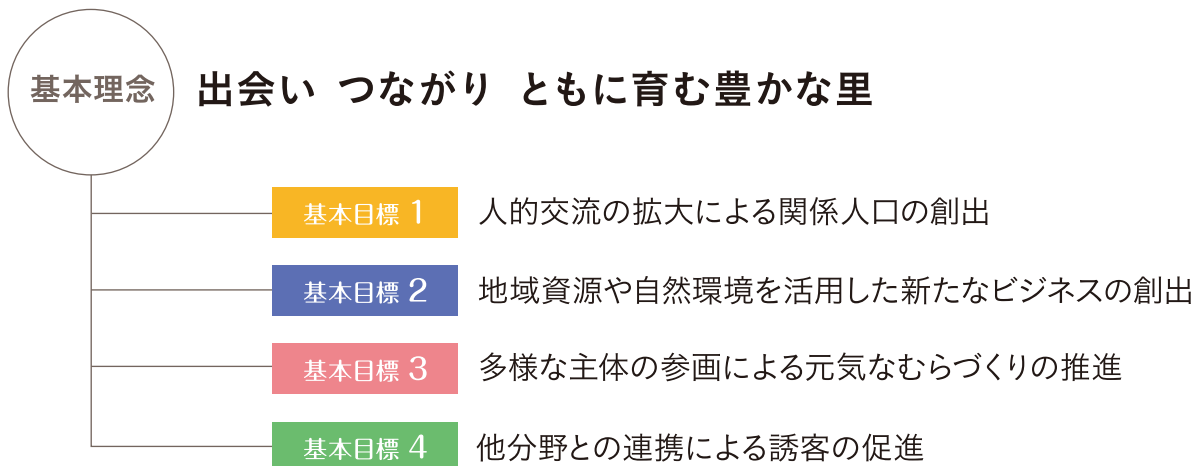 基本理念 出会い つながり ともに育む豊かな里
基本目標 1 人的交流の拡大による関係人口の創出
基本目標 2 地域資源や自然環境を活用した新たなビジネスの創出
基本目標 3 多様な主体の参画による元気なむらづくりの推進
基本目標 4 他分野との連携による誘客の促進